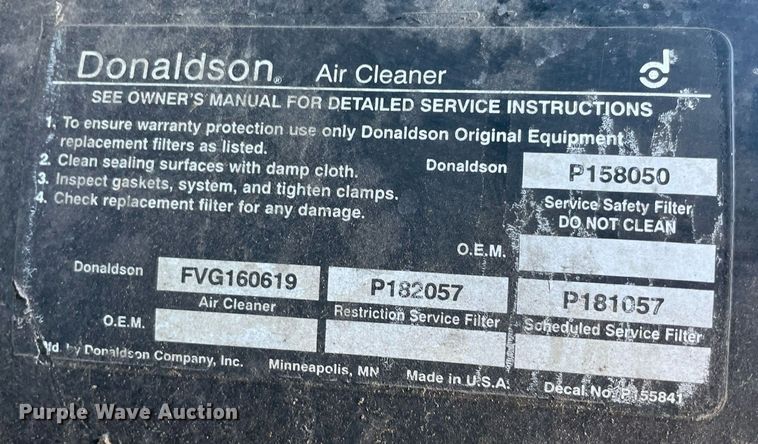 Donaldson® Air Cleaner
SEE OWNER'S MANUAL FOR DETAILED SERVICE INSTRUCTIONS
1. To ensure warranty protection use only Donaldson Original Equipment
replacement filters as listed.
2. Clean sealing surfaces with damp cloth.
3. Inspect gaskets, system, and tighten clamps.
4. Check replacement filter for any damage.
Donaldson P158050
Service Safety Filter
DO NOT CLEAN
O.E.M.
Donaldson FVG160619 P182057 P181057
Air Cleaner Restriction Service Filter Scheduled Service Filter
O.E.M.
Mfd. by Donaldson Company, Inc. Minneapolis, MN Made in U.S.A. Decal No. P155841
Purple Wave Auction